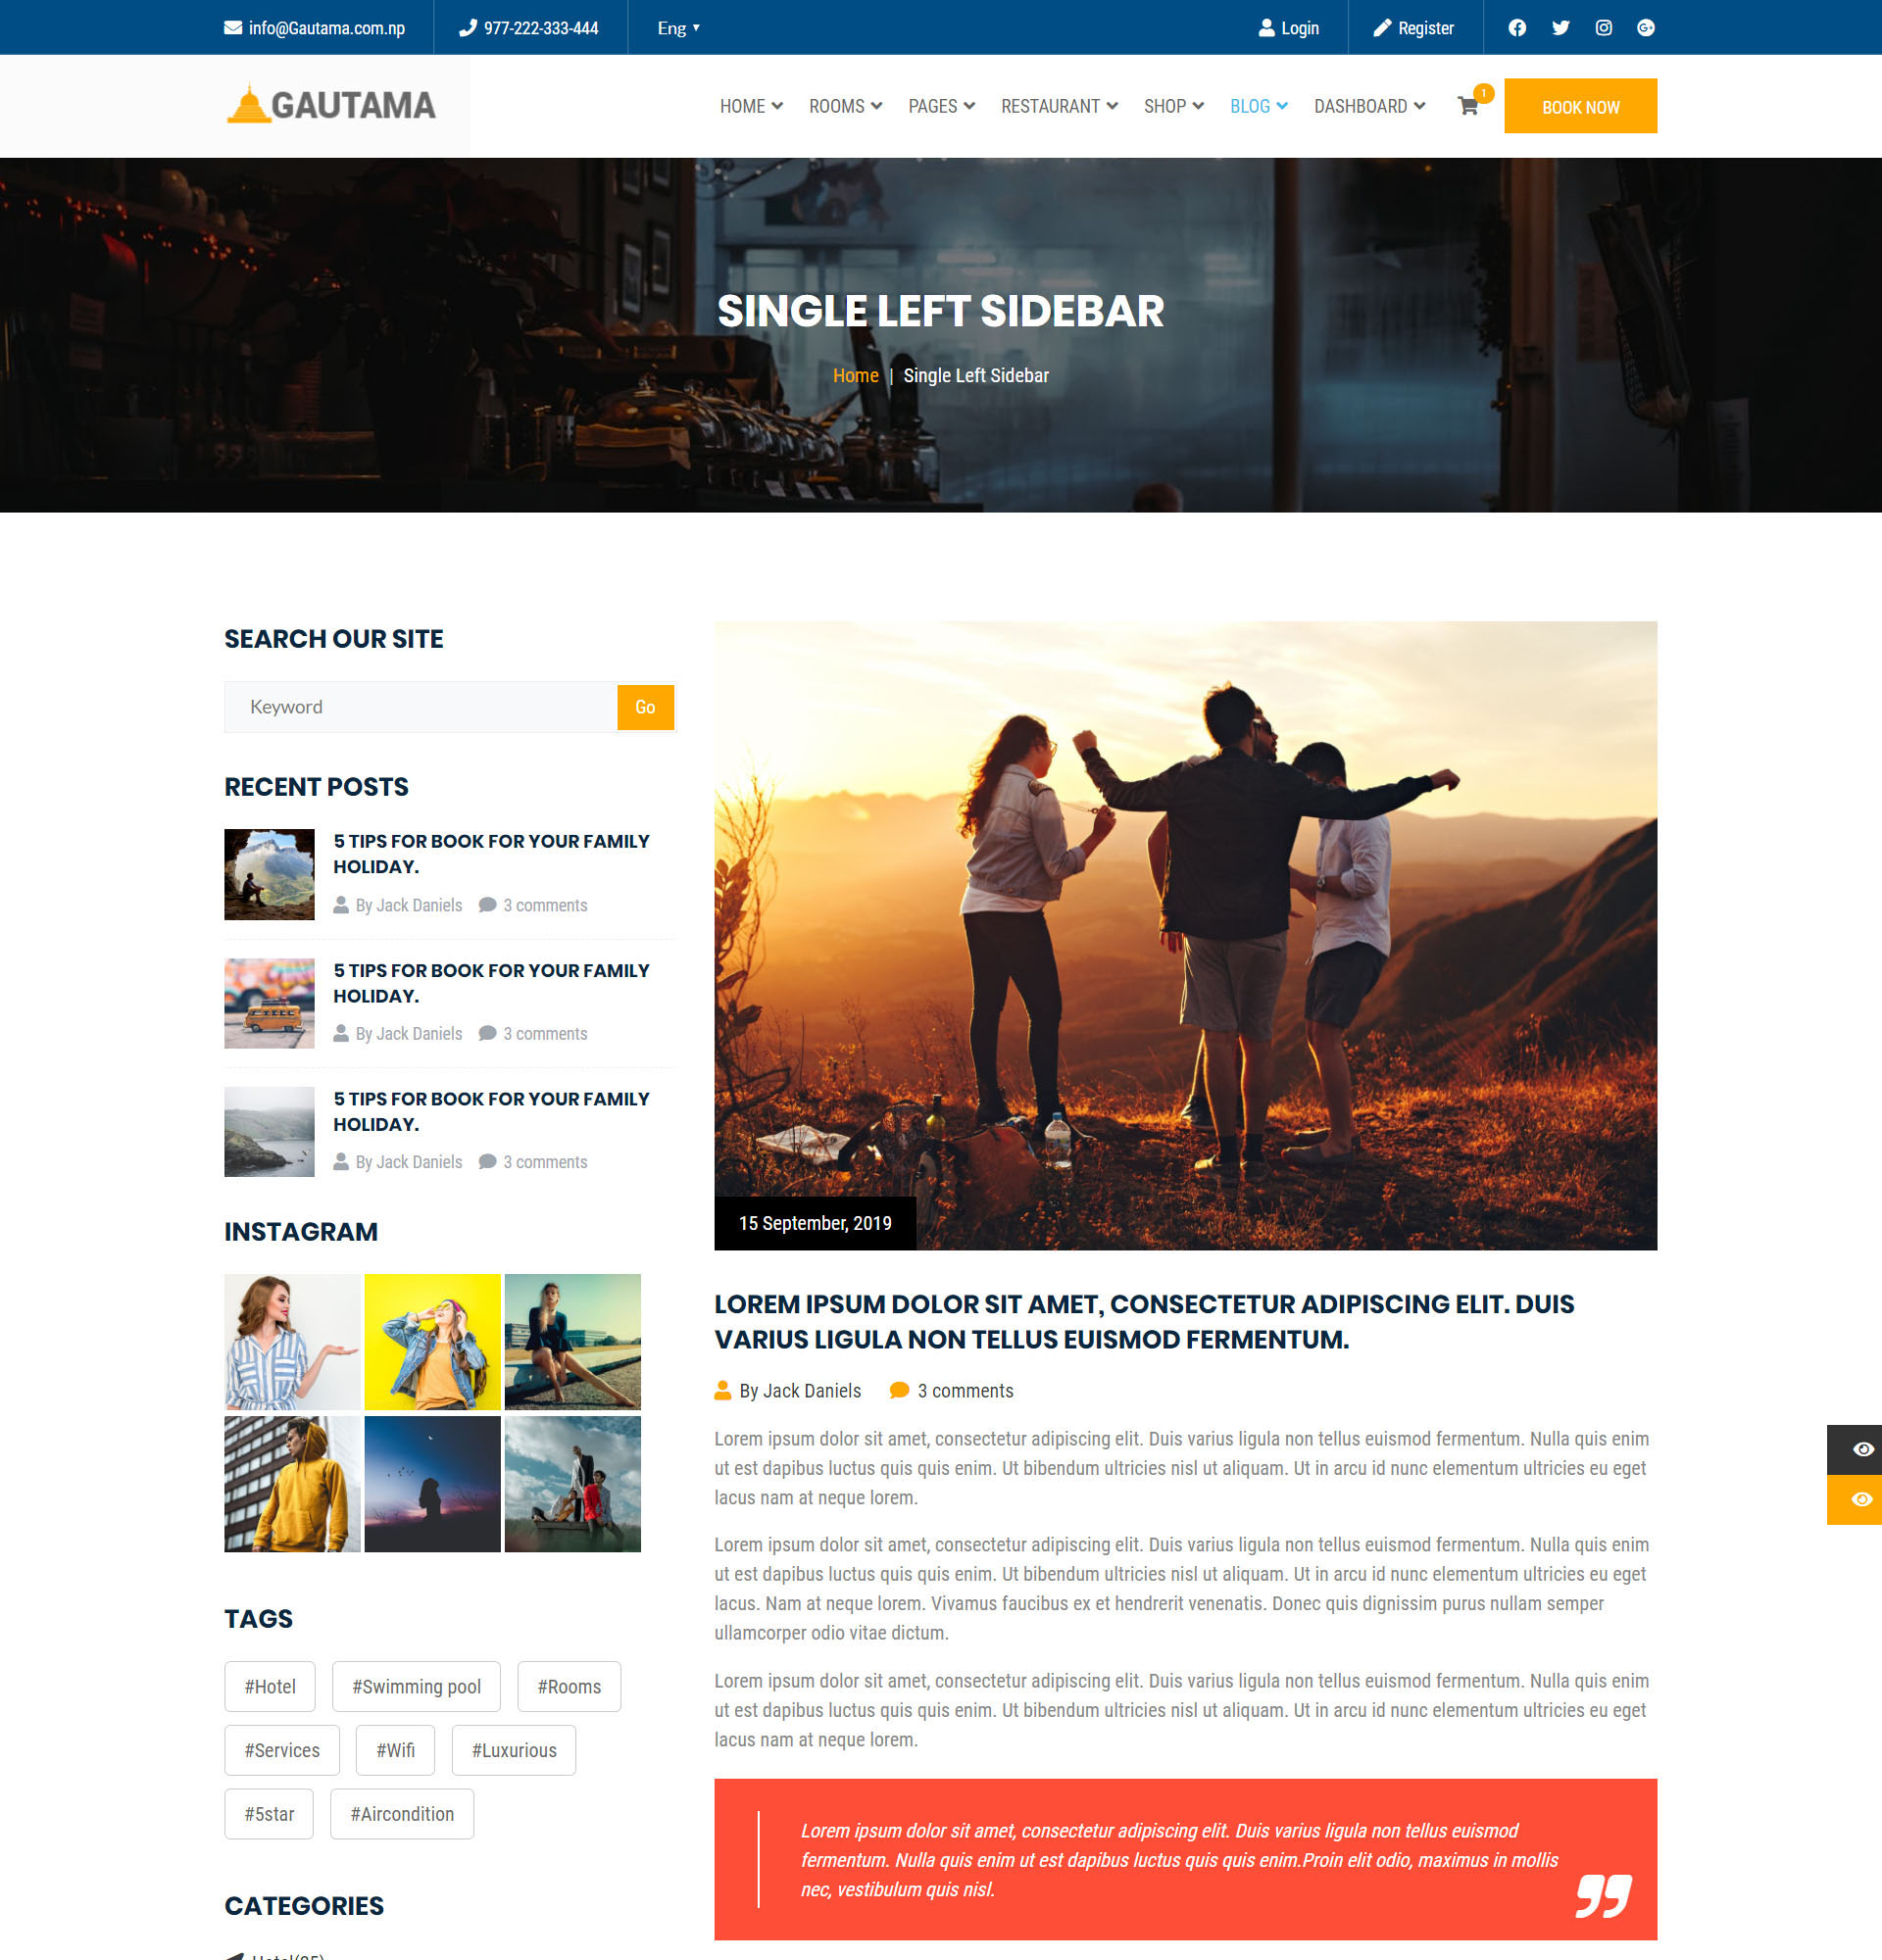 info@Gautama.com.np
977-222-333-444
Eng
Login
Register
GAUTAMA
HOME
ROOMS
PAGES
RESTAURANT
SHOP
BLOG
DASHBOARD
1
BOOK NOW
SINGLE LEFT SIDEBAR
Home | Single Left Sidebar
SEARCH OUR SITE
Keyword
Go
RECENT POSTS
5 TIPS FOR BOOK FOR YOUR FAMILY
HOLIDAY.
By Jack Daniels 3 comments
5 TIPS FOR BOOK FOR YOUR FAMILY
HOLIDAY.
By Jack Daniels 3 comments
5 TIPS FOR BOOK FOR YOUR FAMILY
HOLIDAY.
By Jack Daniels 3 comments
INSTAGRAM
TAGS
#Hotel
#Swimming pool
#Rooms
#Services
#Wifi
#Luxurious
#5star
#Aircondition
CATEGORIES
15 September, 2019
LOREM IPSUM DOLOR SIT AMET, CONSECTETUR ADIPISCING ELIT. DUIS
VARIUS LIGULA NON TELLUS EUISMOD FERMENTUM.
By Jack Daniels 3 comments
Lorem ipsum dolor sit amet, consectetur adipiscing elit. Duis varius ligula non tellus euismod fermentum. Nulla quis enim
ut est dapibus luctus quis quis enim. Ut bibendum ultricies nisl ut aliquam. Ut in arcu id nunc elementum ultricies eu eget
lacus nam at neque lorem.
Lorem ipsum dolor sit amet, consectetur adipiscing elit. Duis varius ligula non tellus euismod fermentum. Nulla quis enim
ut est dapibus luctus quis quis enim. Ut bibendum ultricies nisl ut aliquam. Ut in arcu id nunc elementum ultricies eu eget
lacus. Nam at neque lorem. Vivamus faucibus ex et hendrerit venenatis. Donec quis dignissim purus nullam semper
ullamcorper odio vitae dictum.
Lorem ipsum dolor sit amet, consectetur adipiscing elit. Duis varius ligula non tellus euismod fermentum. Nulla quis enim
ut est dapibus luctus quis quis enim. Ut bibendum ultricies nisl ut aliquam. Ut in arcu id nunc elementum ultricies eu eget
lacus nam at neque lorem.
Lorem ipsum dolor sit amet, consectetur adipiscing elit. Duis varius ligula non tellus euismod
fermentum. Nulla quis enim ut est dapibus luctus quis quis enim.Proin elit odio, maximus in mollis
nec, vestibulum quis nisl.